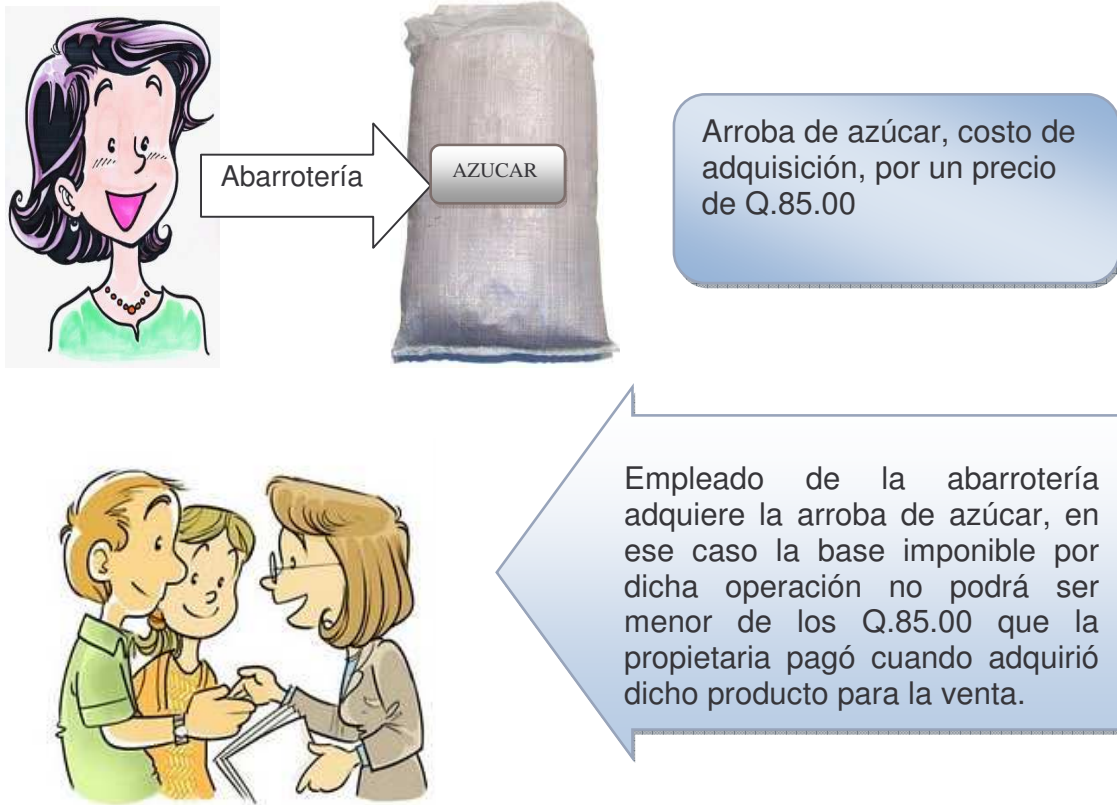 Abarrotería
AZUCAR
Arroba de azúcar, costo de
adquisición, por un precio
de Q.85.00
Empleado de la abarrotería
adquiere la arroba de azúcar, en
ese caso la base imponible por
dicha operación no podrá ser
menor de los Q.85.00 que la
propietaria pagó cuando adquirió
dicho producto para la venta.